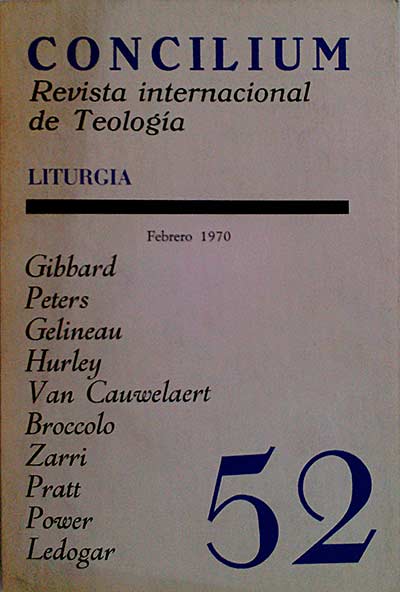 CONCILIUM
Revista internacional
de Teología
LITURGIA
Febrero 1970
Gibbard
Peters
Gelineau
Hurley
Van Cauwelaert
Broccolo
Zarri
Pratt
Power
Ledogar
52